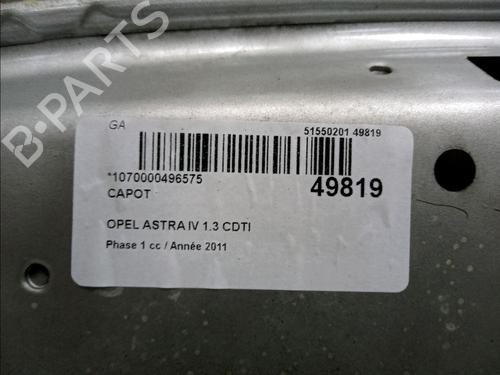 B-PARTS
GA
51550201 49819
*1070000496575
49819
CAPOT
OPEL ASTRA IV 1.3 CDTI
Phase 1 cc / Année 2011